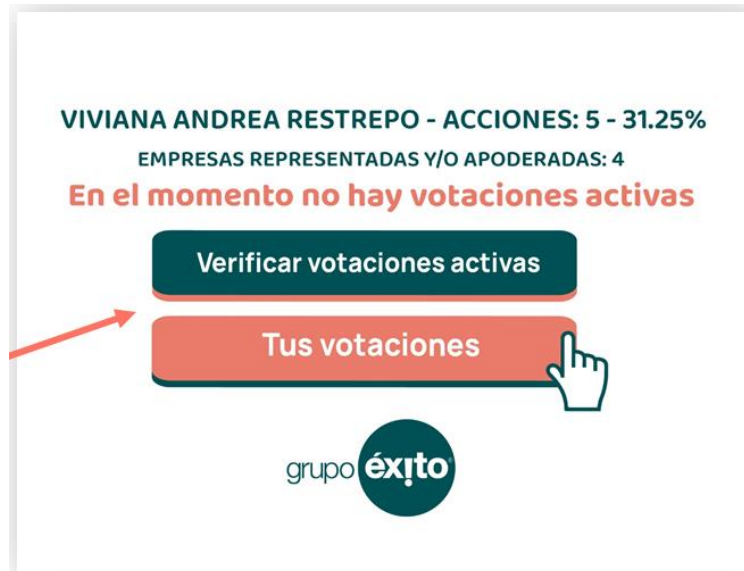 VIVIANA ANDREA RESTREPO - ACCIONES: 5 - 31.25%
EMPRESAS REPRESENTADAS Y/O APODERADAS: 4
En el momento no hay votaciones activas
Verificar votaciones activas
Tus votaciones
grupo éxito